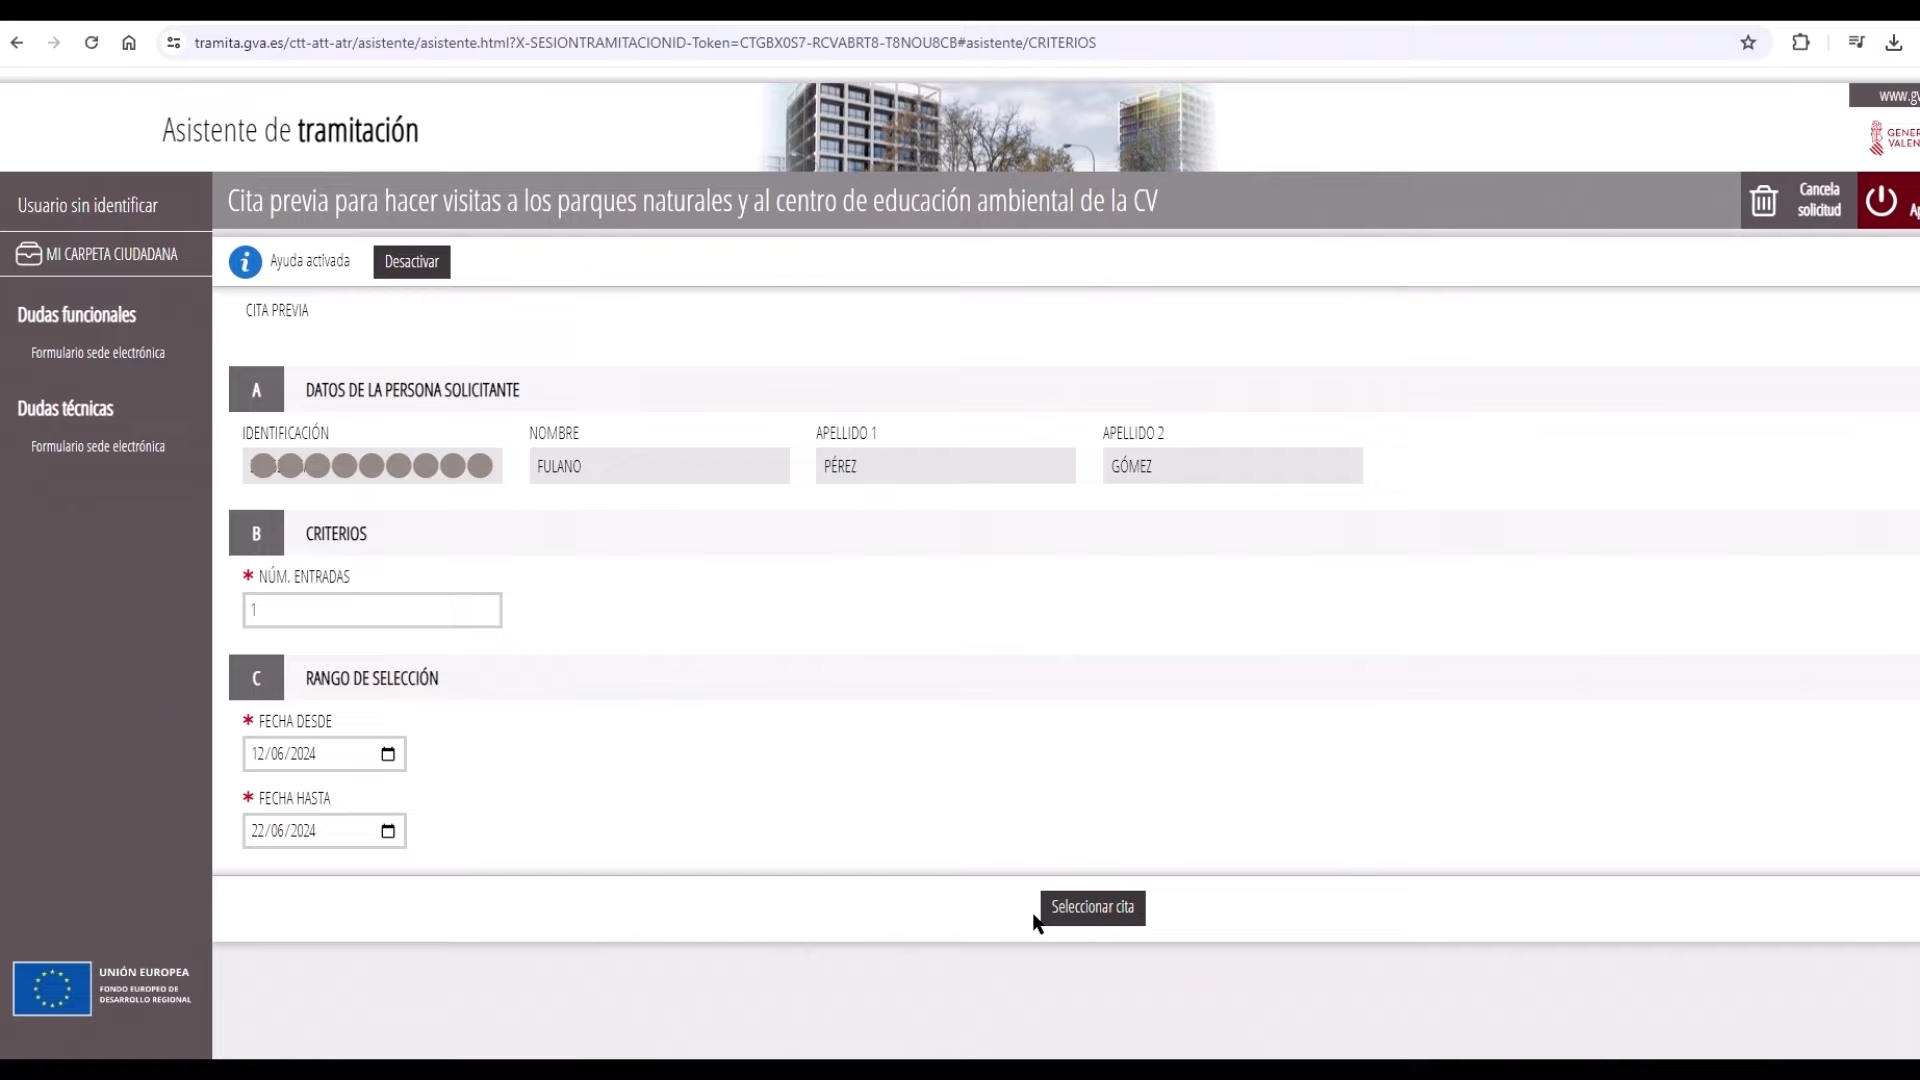 tramita.gva.es/ctt-att-atr/asistente/asistente.html?X-SESIONTRAMITACIONID-Token=CTGBX0S7-RCVABRT8-T8NOU8CB#asistente/CRITERIOS
www.gv
Asistente de tramitación
GENER
VALEN
Usuario sin identificar
Cita previa para hacer visitas a los parques naturales y al centro de educación ambiental de la CV
Cancela
solicitud
MI CARPETA CIUDADANA
Ayuda activada
Desactivar
Dudas funcionales
Formulario sede electrónica
Dudas técnicas
Formulario sede electrónica
CITA PREVIA
A
DATOS DE LA PERSONA SOLICITANTE
IDENTIFICACIÓN NOMBRE APELLIDO 1 APELLIDO 2
FULANO PÉREZ GÓMEZ
B
CRITERIOS
* NÚM. ENTRADAS
1
C
RANGO DE SELECCIÓN
* FECHA DESDE
12/06/2024
* FECHA HASTA
22/06/2024
Seleccionar cita
UNIÓN EUROPEA
FONDO EUROPEO DE
DESARROLLO REGIONAL